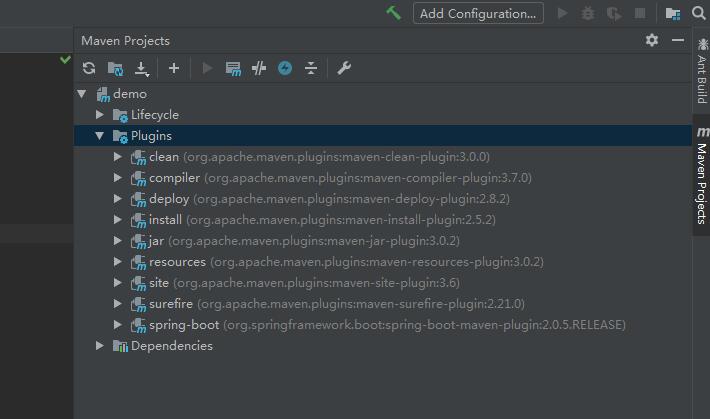 Add Configuration...
Maven Projects
demo
Lifecycle
Plugins
clean (org.apache.maven.plugins:maven-clean-plugin:3.0.0)
compiler (org.apache.maven.plugins:maven-compiler-plugin:3.7.0)
deploy (org.apache.maven.plugins:maven-deploy-plugin:2.8.2)
install (org.apache.maven.plugins:maven-install-plugin:2.5.2)
jar (org.apache.maven.plugins:maven-jar-plugin:3.0.2)
resources (org.apache.maven.plugins:maven-resources-plugin:3.0.2)
site (org.apache.maven.plugins:maven-site-plugin:3.6)
surefire (org.apache.maven.plugins:maven-surefire-plugin:2.21.0)
spring-boot (org.springframework.boot:spring-boot-maven-plugin:2.0.5.RELEASE)
Dependencies
Ant Build
Maven Projects